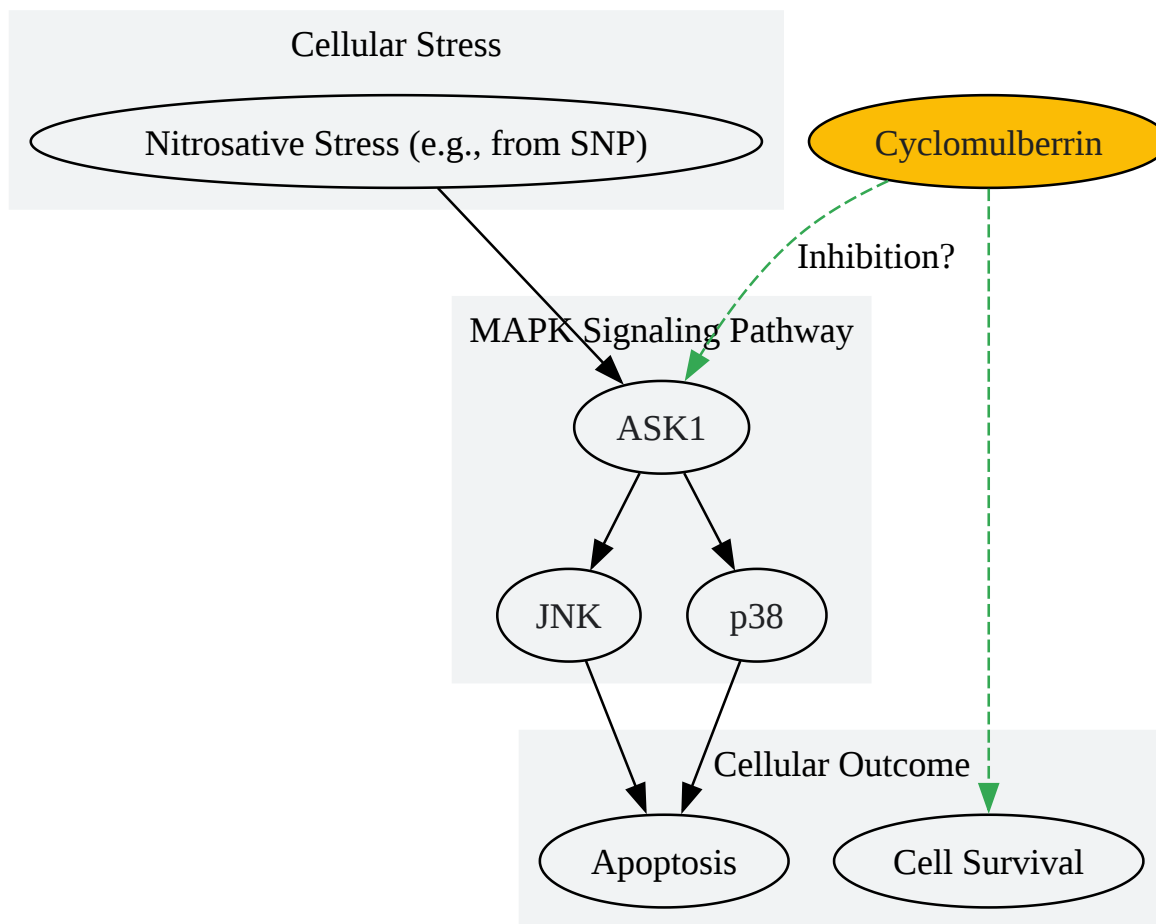 Cellular Stress
Nitrosative Stress (e.g., from SNP)
Cyclomulberrin
Inhibition?
MAPK Signaling Pathway
ASK1
JNK
p38
Cellular Outcome
Apoptosis
Cell Survival